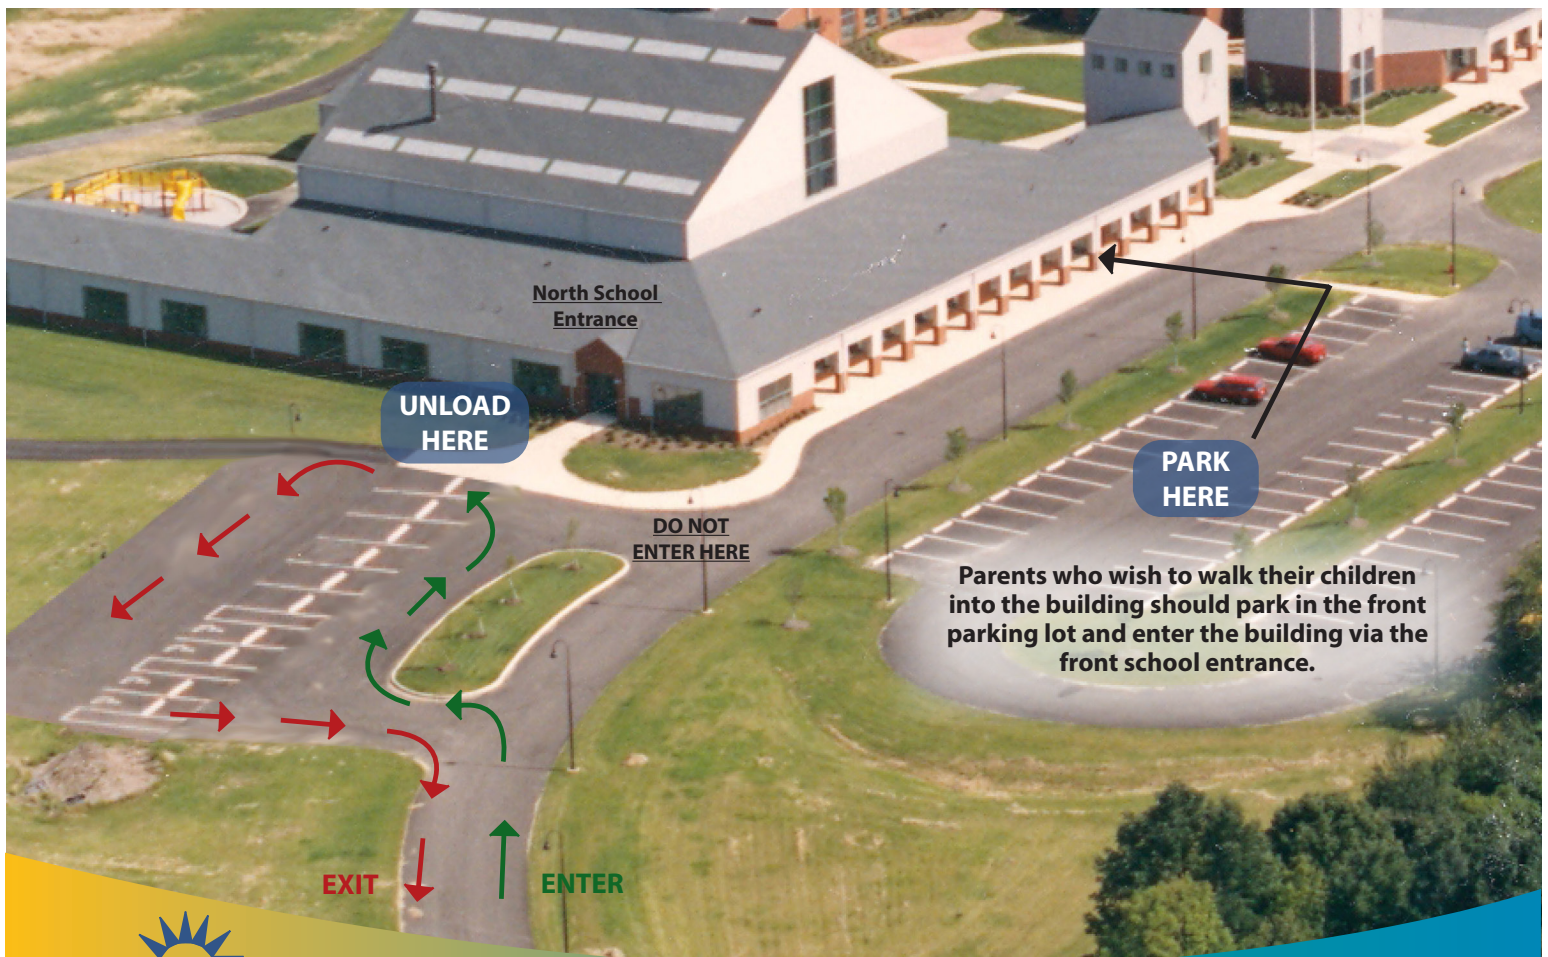 North School
Entrance
UNLOAD
HERE
PARK
HERE
DO NOT
ENTER HERE
Parents who wish to walk their children
into the building should park in the front
parking lot and enter the building via the
front school entrance.
EXIT
ENTER